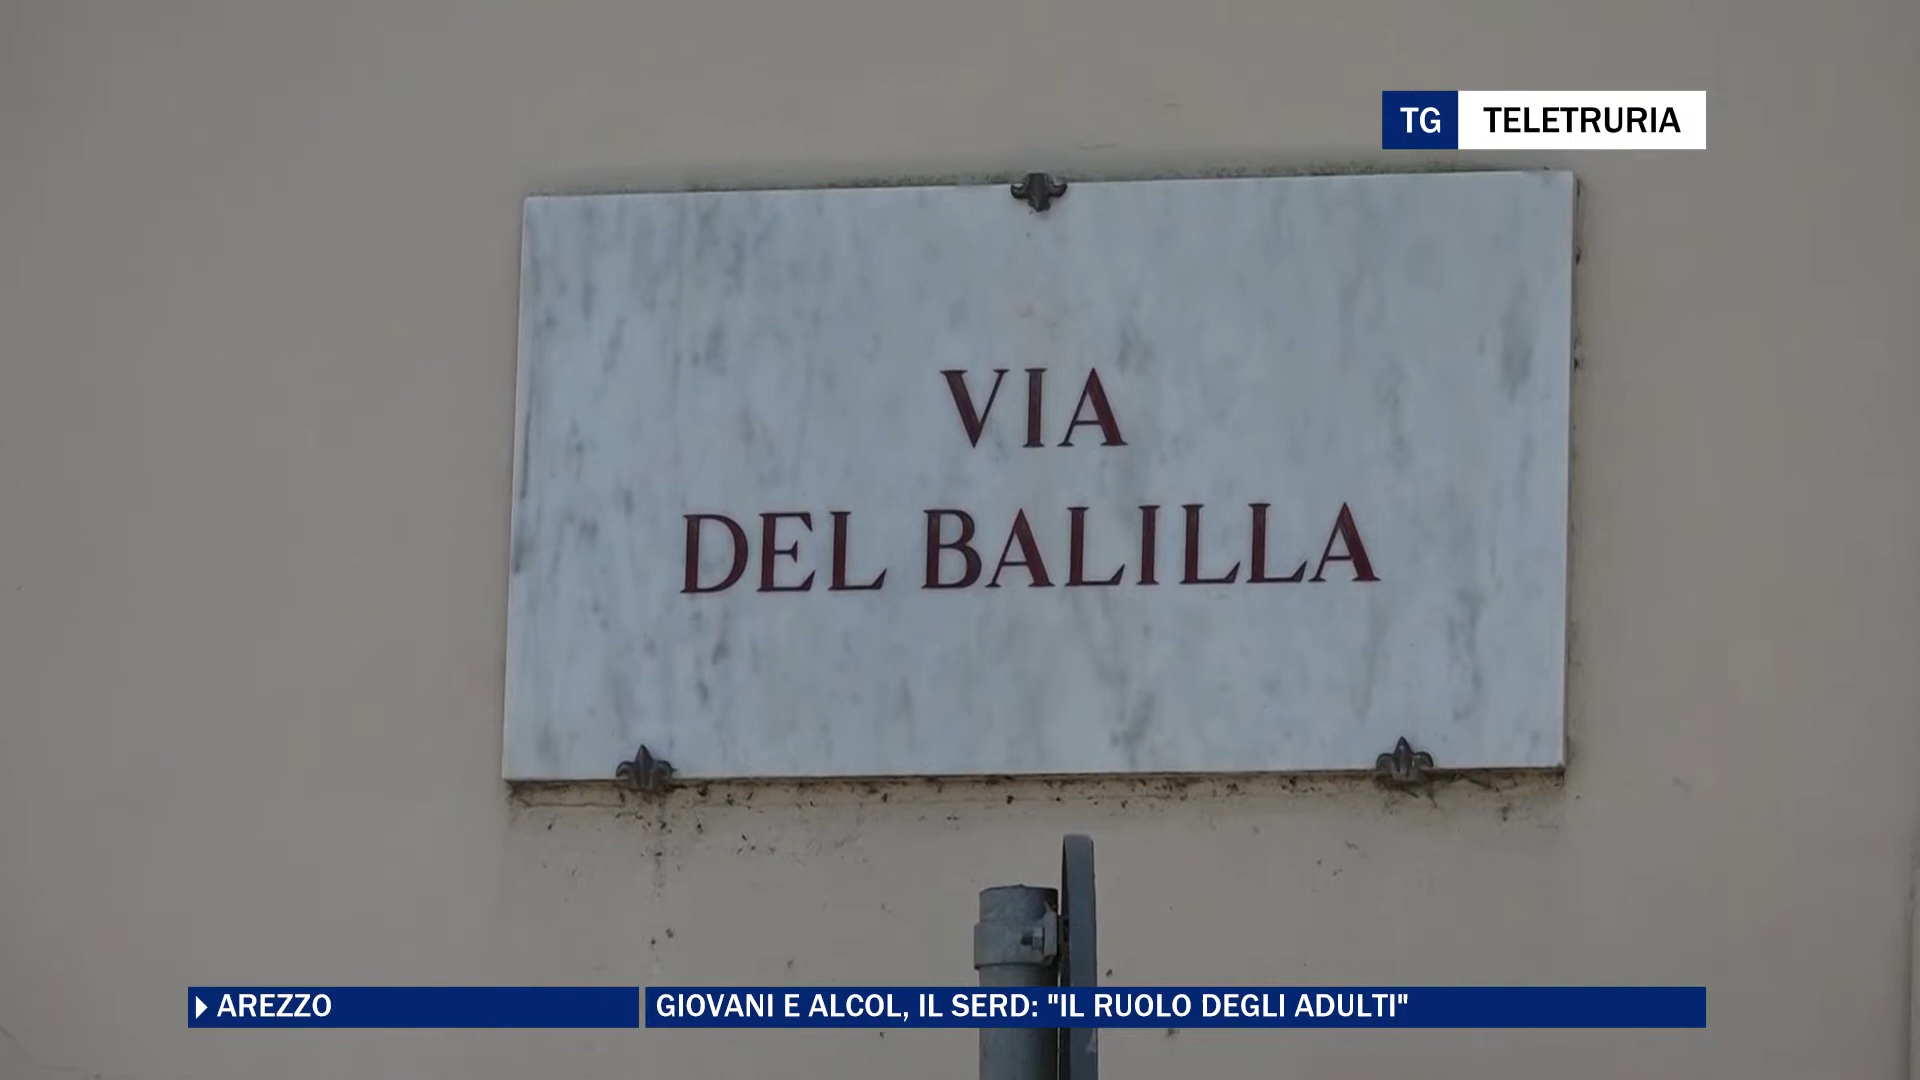 TG TELETRURIA
VIA
DEL BALILLA
AREZZO
GIOVANI E ALCOL, IL SERD: "IL RUOLO DEGLI ADULTI"